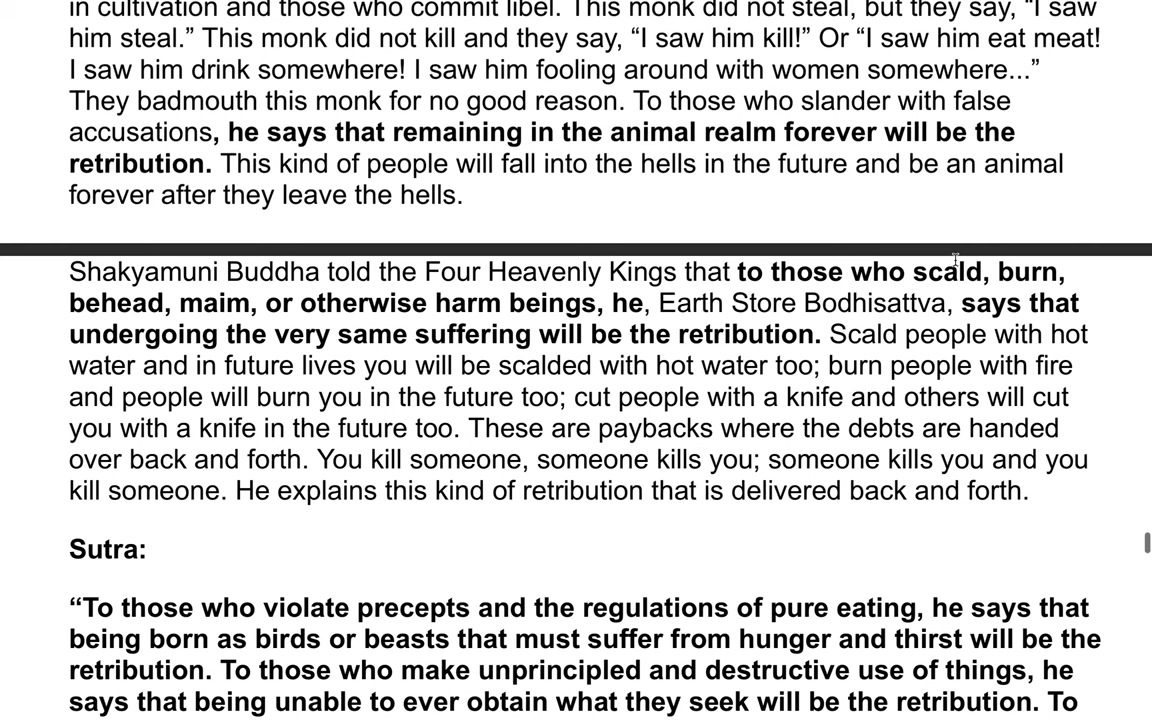 in cultivation and those who commit libel. This monk did not steal, but they say, “I saw
him steal.” This monk did not kill and they say, “I saw him kill!” Or “I saw him eat meat!
I saw him drink somewhere! I saw him fooling around with women somewhere...”
They badmouth this monk for no good reason. To those who slander with false
accusations, he says that remaining in the animal realm forever will be the
retribution. This kind of people will fall into the hells in the future and be an animal
forever after they leave the hells.
Shakyamuni Buddha told the Four Heavenly Kings that to those who scald, burn,
behead, maim, or otherwise harm beings, he, Earth Store Bodhisattva, says that
undergoing the very same suffering will be the retribution. Scald people with hot
water and in future lives you will be scalded with hot water too; burn people with fire
and people will burn you in the future too; cut people with a knife and others will cut
you with a knife in the future too. These are paybacks where the debts are handed
over back and forth. You kill someone, someone kills you; someone kills you and you
kill someone. He explains this kind of retribution that is delivered back and forth.
Sutra:
“To those who violate precepts and the regulations of pure eating, he says that
being born as birds or beasts that must suffer from hunger and thirst will be the
retribution. To those who make unprincipled and destructive use of things, he
says that being unable to ever obtain what they seek will be the retribution. To